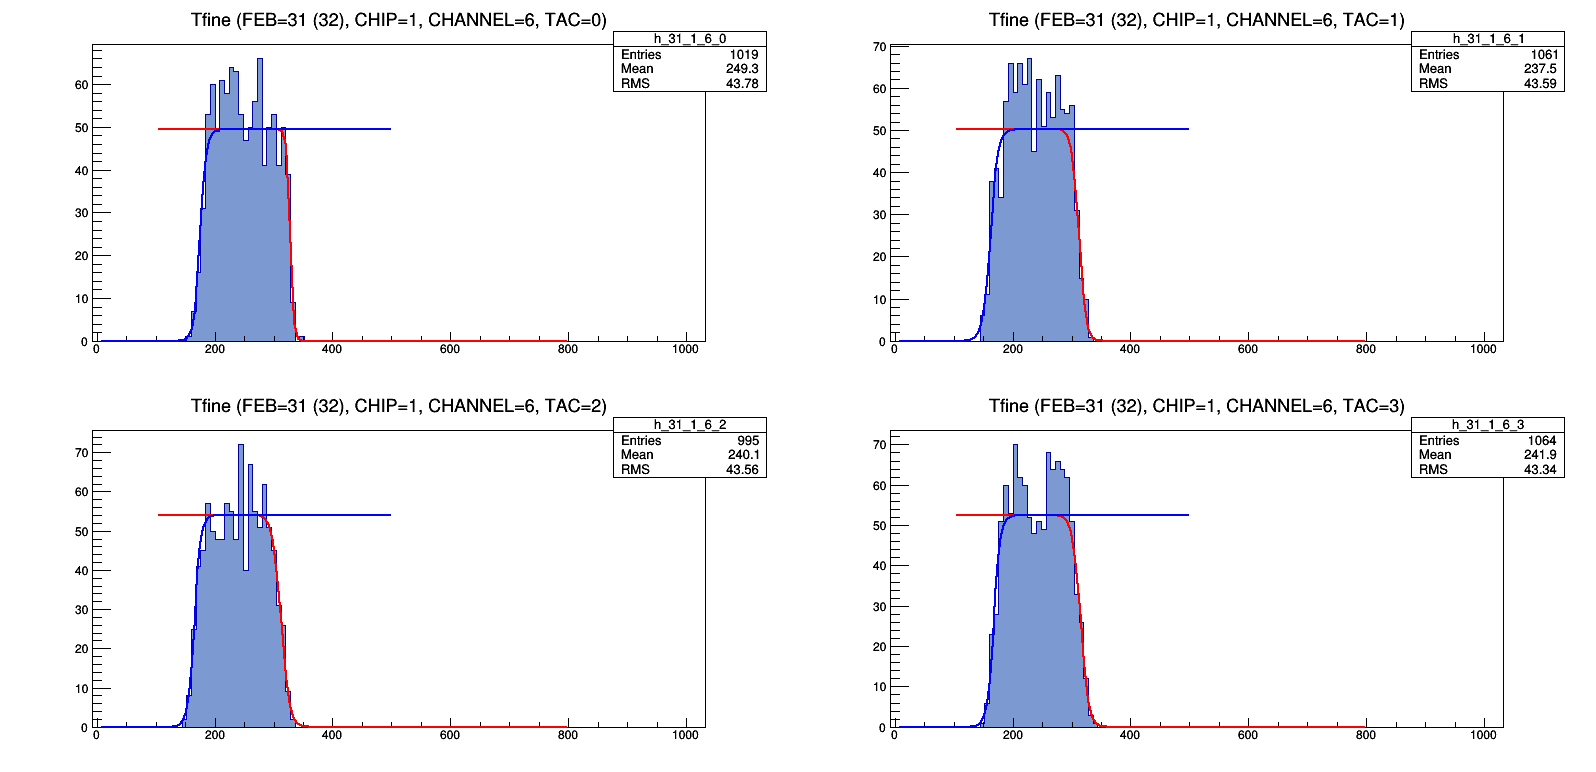 Tfine (FEB=31 (32), CHIP=1, CHANNEL=6, TAC=0)
h_31_1_6_0
Entries 1019
Mean 249.3
RMS 43.78
60
50
40
30
20
10
0
0 200 400 600 800 1000
Tfine (FEB=31 (32), CHIP=1, CHANNEL=6, TAC=1)
h_31_1_6_1
Entries 1061
Mean 237.5
RMS 43.59
70
60
50
40
30
20
10
0
0 200 400 600 800 1000
Tfine (FEB=31 (32), CHIP=1, CHANNEL=6, TAC=2)
h_31_1_6_2
Entries 995
Mean 240.1
RMS 43.56
70
60
50
40
30
20
10
0
0 200 400 600 800 1000
Tfine (FEB=31 (32), CHIP=1, CHANNEL=6, TAC=3)
h_31_1_6_3
Entries 1064
Mean 241.9
RMS 43.34
70
60
50
40
30
20
10
0
0 200 400 600 800 1000